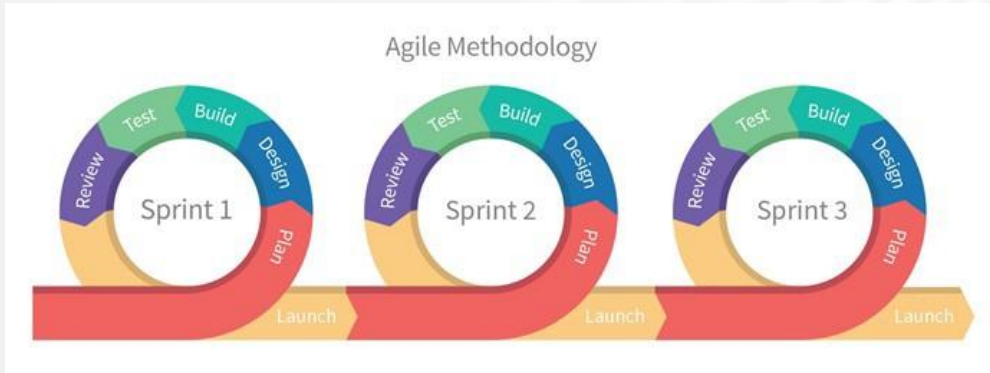 Agile Methodology
Test
Build
Review
Design
Sprint 1
Plan
Launch
Test
Build
Review
Design
Sprint 2
Plan
Launch
Test
Build
Review
Design
Sprint 3
Plan
Launch